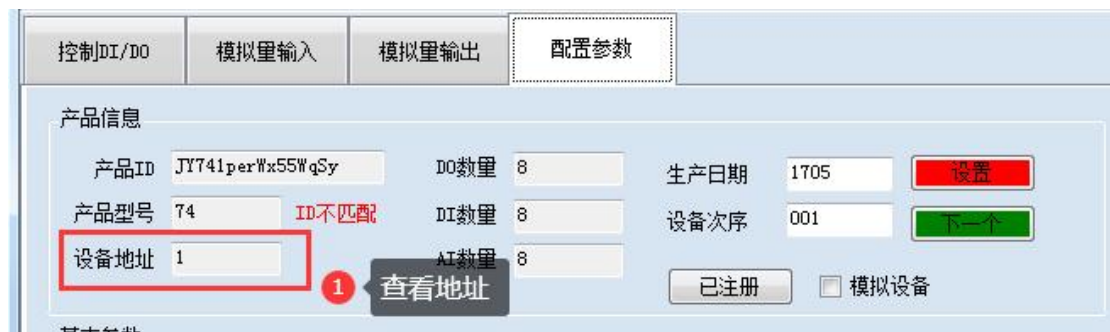 控制DI/DO 模拟量输入 模拟量输出 配置参数
产品信息
产品ID JY741perWx55WqSy DO数量 8 生产日期 1705 设置
产品型号 74 ID不匹配 DI数量 8 设备次序 001 下一个
设备地址 1 AI数量 8
1 查看地址 已注册 模拟设备